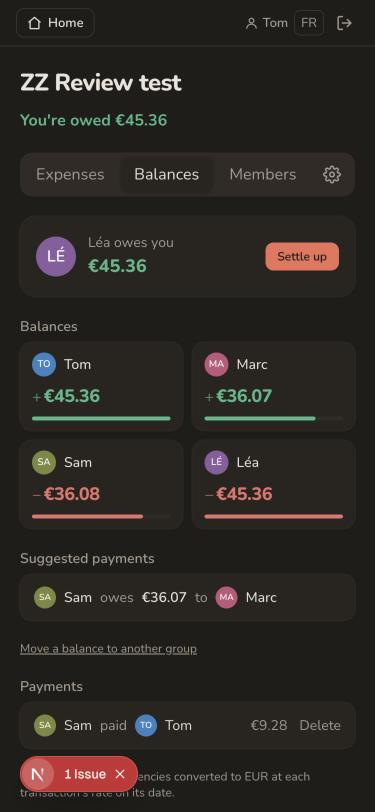 Home
Tom FR
ZZ Review test
You're owed €45.36
Expenses Balances Members
LÉ
Léa owes you
€45.36
Settle up
Balances
TO Tom
+€45.36
MA Marc
+€36.07
SA Sam
−€36.08
LÉ Léa
−€45.36
Suggested payments
SA Sam owes €36.07 to MA Marc
Move a balance to another group
Payments
SA Sam paid TO Tom €9.28 Delete
N 1 Issue
encies converted to EUR at each
transaction's rate on its date.